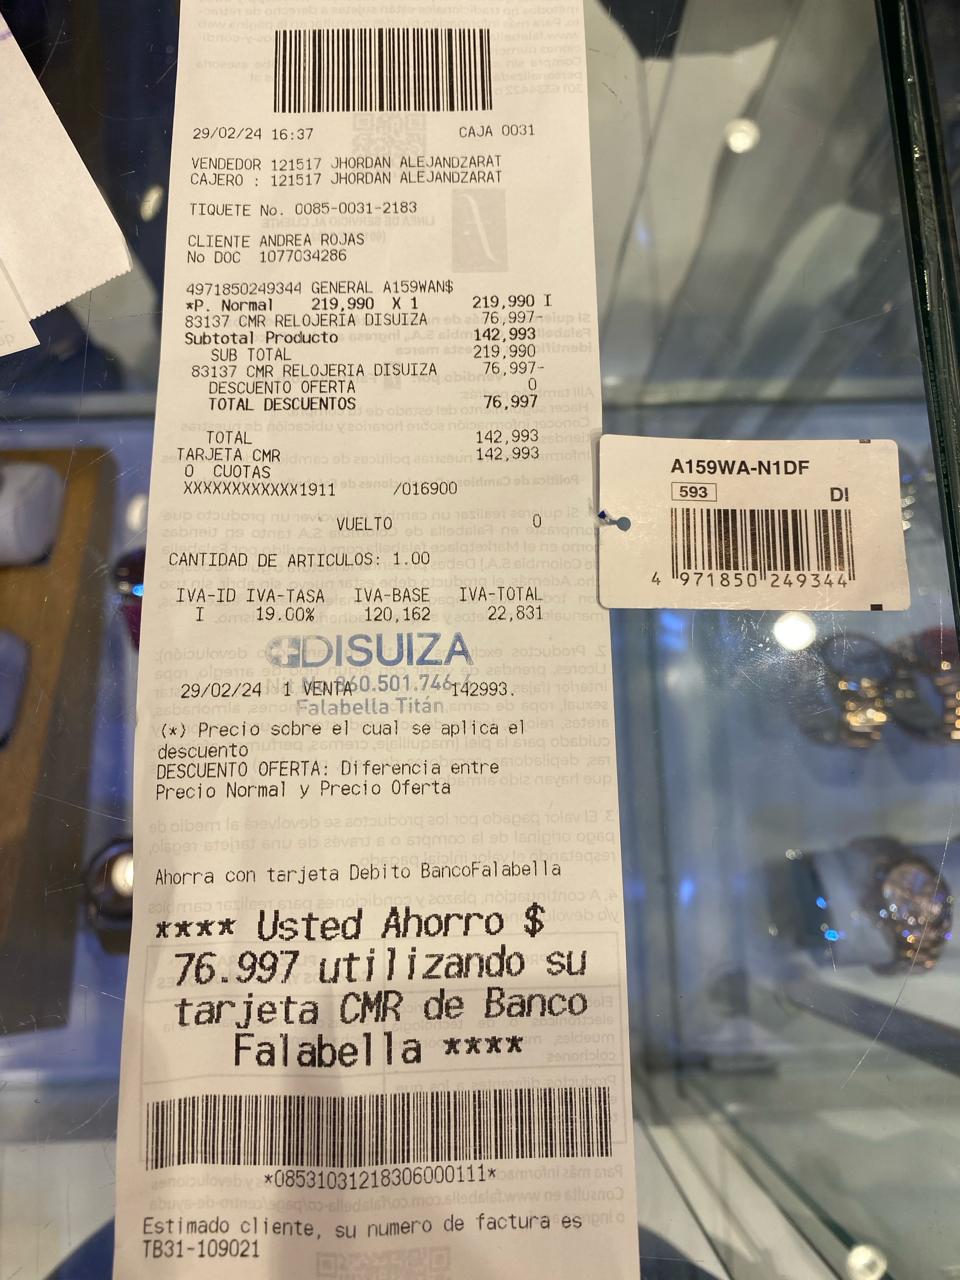 29/02/24 16:37 CAJA 0031
VENDEDOR 121517 JHORDAN ALEJANDZARAT
CAJERO : 121517 JHORDAN ALEJANDZARAT
TIQUETE No. 0085-0031-2183
CLIENTE ANDREA ROJAS
No DOC 1077034286
4971850249344 GENERAL A159WAN$
*P. Normal 219,990 X 1 219,990 I
83137 CMR RELOJERIA DISUIZA 76,997-
Subtotal Producto 142,993
SUB TOTAL 219,990
83137 CMR RELOJERIA DISUIZA 76,997-
DESCUENTO OFERTA 0
TOTAL DESCUENTOS 76,997
TOTAL 142,993
TARJETA CMR 142,993
0 CUOTAS
XXXXXXXXXXXX1911 /016900
VUELTO 0
CANTIDAD DE ARTICULOS: 1.00
IVA-ID IVA-TASA IVA-BASE IVA-TOTAL
I 19.00% 120,162 22,831
DISUIZA
860.501.746
29/02/24 1 VENTA 142993.
Falabella Titán
(*) Precio sobre el cual se aplica el
descuento
DESCUENTO OFERTA: Diferencia entre
Precio Normal y Precio Oferta
Ahorra con tarjeta Debito BancoFalabella
**** Usted Ahorro $
76.997 utilizando su
tarjeta CMR de Banco
Falabella ****
*08531031218306000111*
Estimado cliente, su numero de factura es
TB31-109021
A159WA-N1DF
593 DI
4 971850 249344